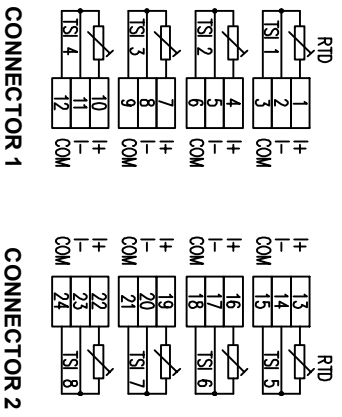 RTD RTD
1 I+ I+ 13
TSI 1 2 I- I- 14 TSI 5
3 COM COM 15
4 I+ I+ 16
TSI 2 5 I- I- 17 TSI 6
6 COM COM 18
7 I+ I+ 19
TSI 3 8 I- I- 20 TSI 7
9 COM COM 21
10 I+ I+ 22
TSI 4 11 I- I- 23 TSI 8
12 COM COM 24
CONNECTOR 1 CONNECTOR 2